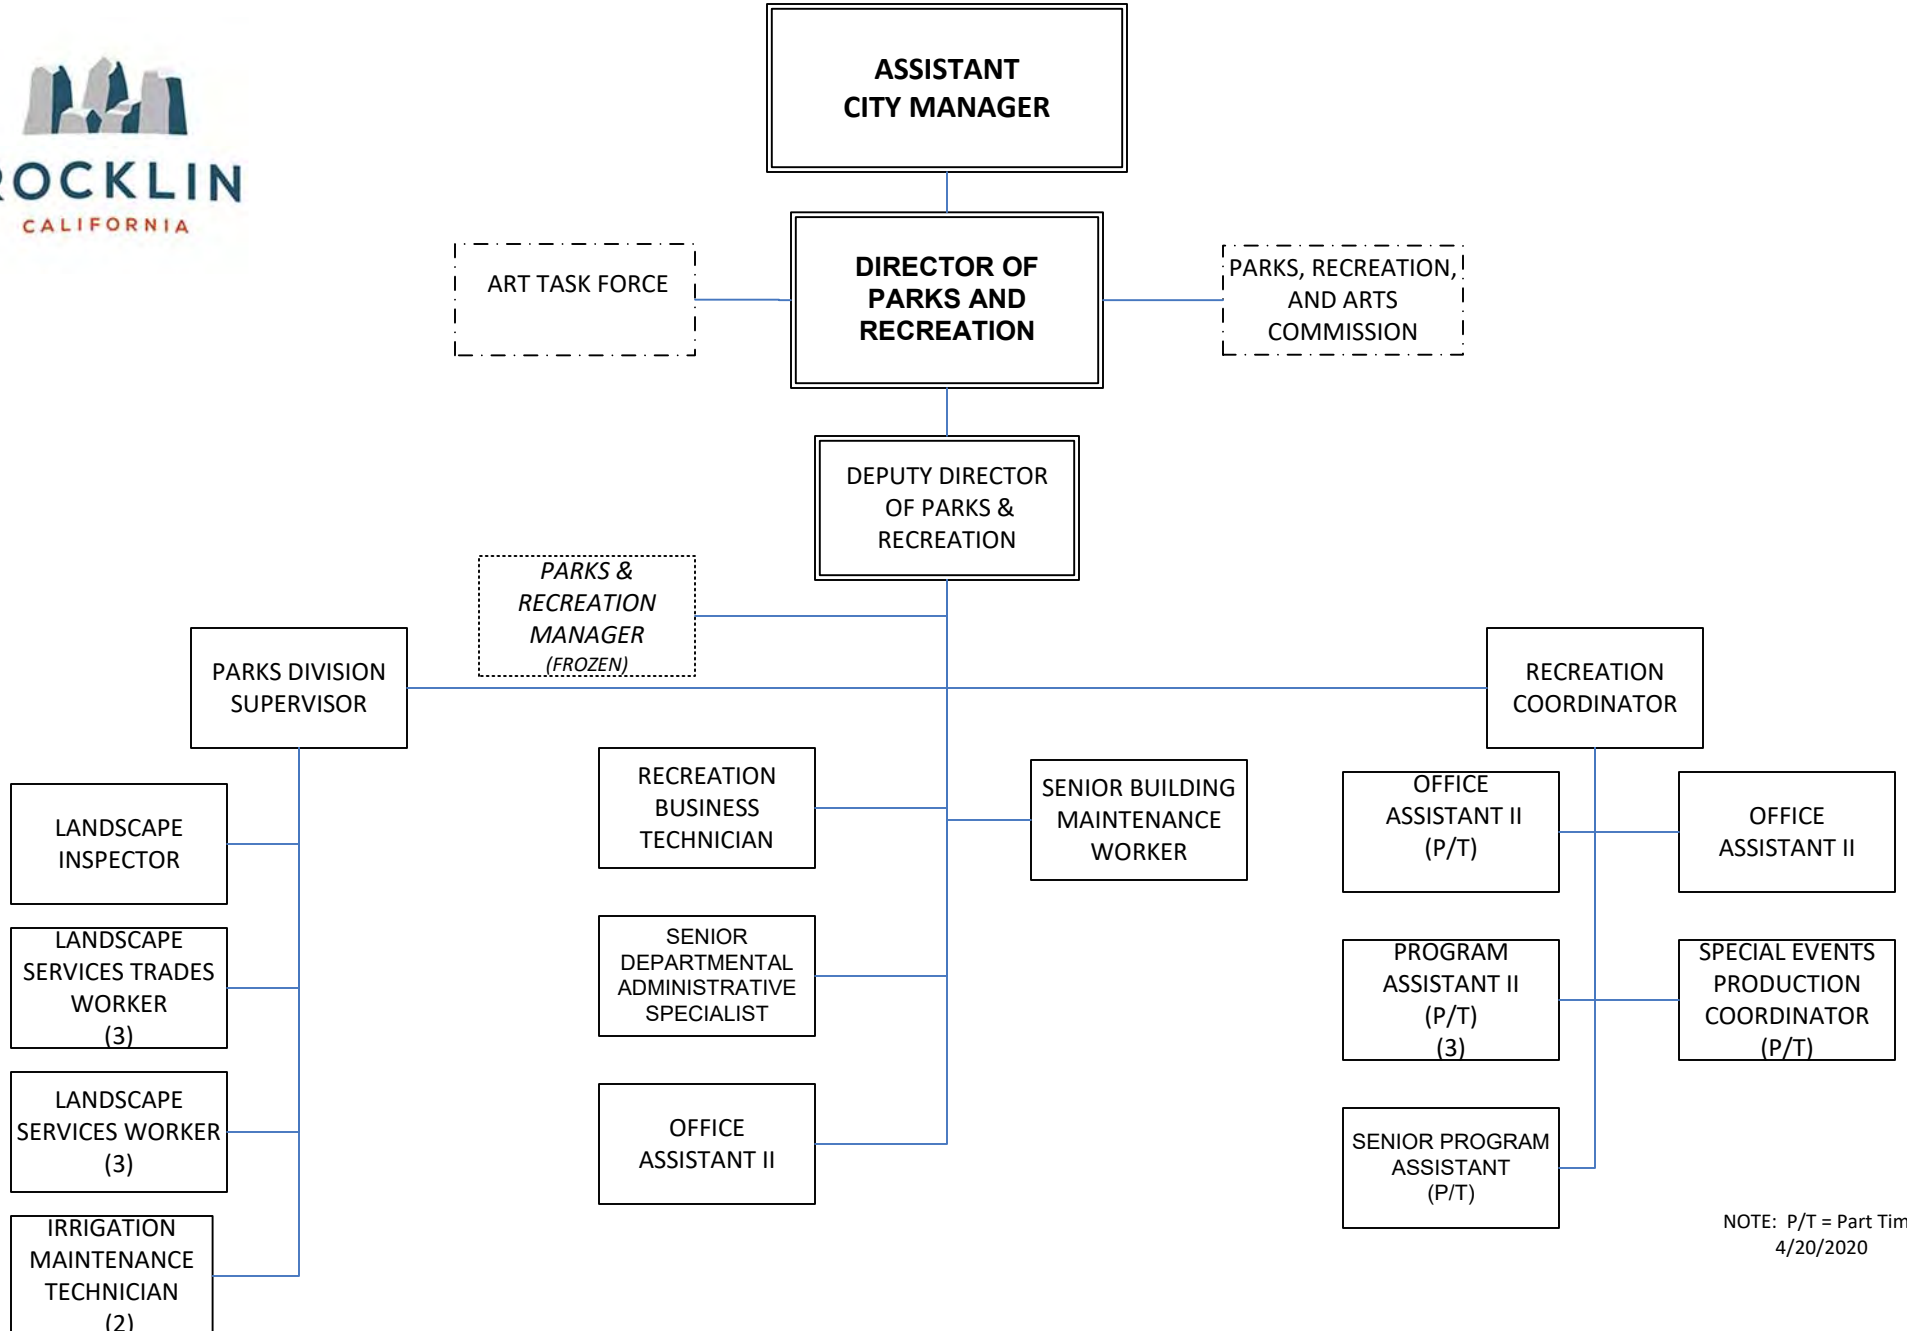 ROCKLIN
CALIFORNIA
ASSISTANT
CITY MANAGER
ART TASK FORCE
DIRECTOR OF
PARKS AND
RECREATION
PARKS, RECREATION,
AND ARTS
COMMISSION
DEPUTY DIRECTOR
OF PARKS &
RECREATION
PARKS &
RECREATION
MANAGER
(FROZEN)
PARKS DIVISION
SUPERVISOR
RECREATION
COORDINATOR
LANDSCAPE
INSPECTOR
LANDSCAPE
SERVICES TRADES
WORKER
(3)
LANDSCAPE
SERVICES WORKER
(3)
IRRIGATION
MAINTENANCE
TECHNICIAN
(2)
RECREATION
BUSINESS
TECHNICIAN
SENIOR
DEPARTMENTAL
ADMINISTRATIVE
SPECIALIST
OFFICE
ASSISTANT II
SENIOR BUILDING
MAINTENANCE
WORKER
OFFICE
ASSISTANT II
(P/T)
OFFICE
ASSISTANT II
PROGRAM
ASSISTANT II
(P/T)
(3)
SPECIAL EVENTS
PRODUCTION
COORDINATOR
(P/T)
SENIOR PROGRAM
ASSISTANT
(P/T)
NOTE: P/T = Part Tim
4/20/2020